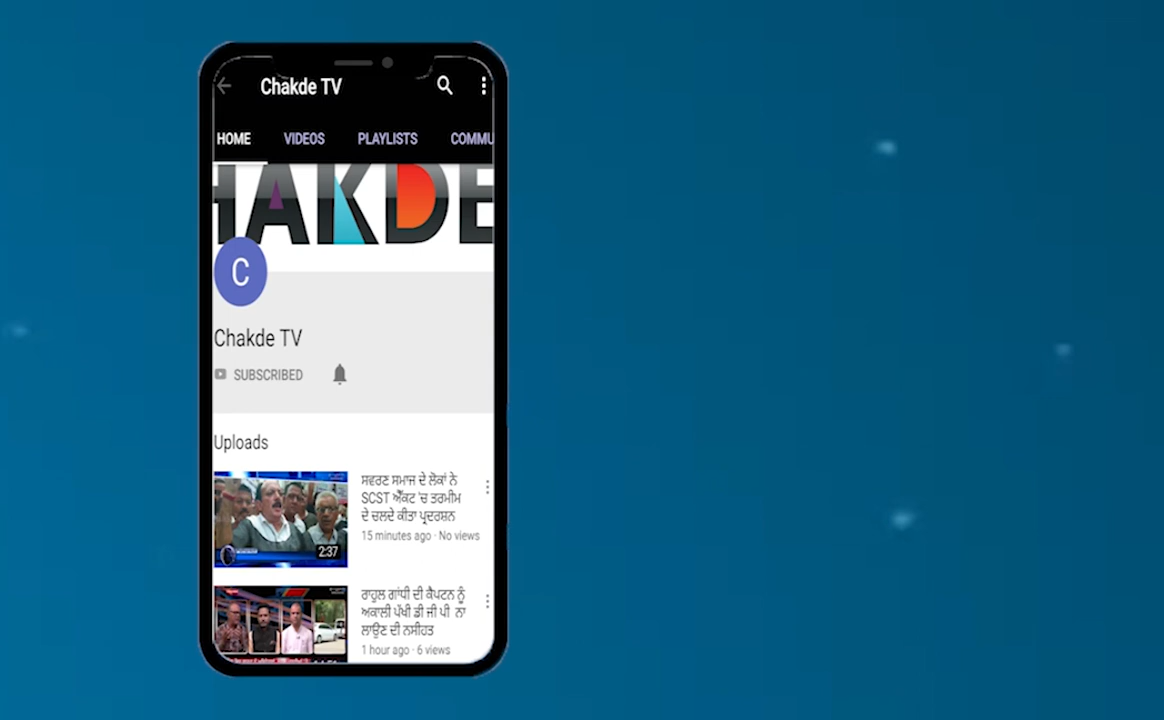 Chakde TV
HOME VIDEOS PLAYLISTS COMMU
HAKDE
C
Chakde TV
SUBSCRIBED
Uploads
ਸਵਰਣ ਸਮਾਜ ਦੇ ਲੋਕਾਂ ਨੇ
SCST ਐਕਟ 'ਚ ਤਰਮੀਮ
ਦੇ ਚਲਦੇ ਕੀਤਾ ਪ੍ਰਦਰਸ਼ਨ
15 minutes ago · No views
2:37
ਰਾਹੁਲ ਗਾਂਧੀ ਦੀ ਕੈਪਟਨ ਨੂੰ
ਅਕਾਲੀ ਪੱਖੀ ਡੀ ਜੀ ਪੀ ਨਾ
ਲਾਉਣ ਦੀ ਨਸੀਹਤ
1 hour ago · 6 views